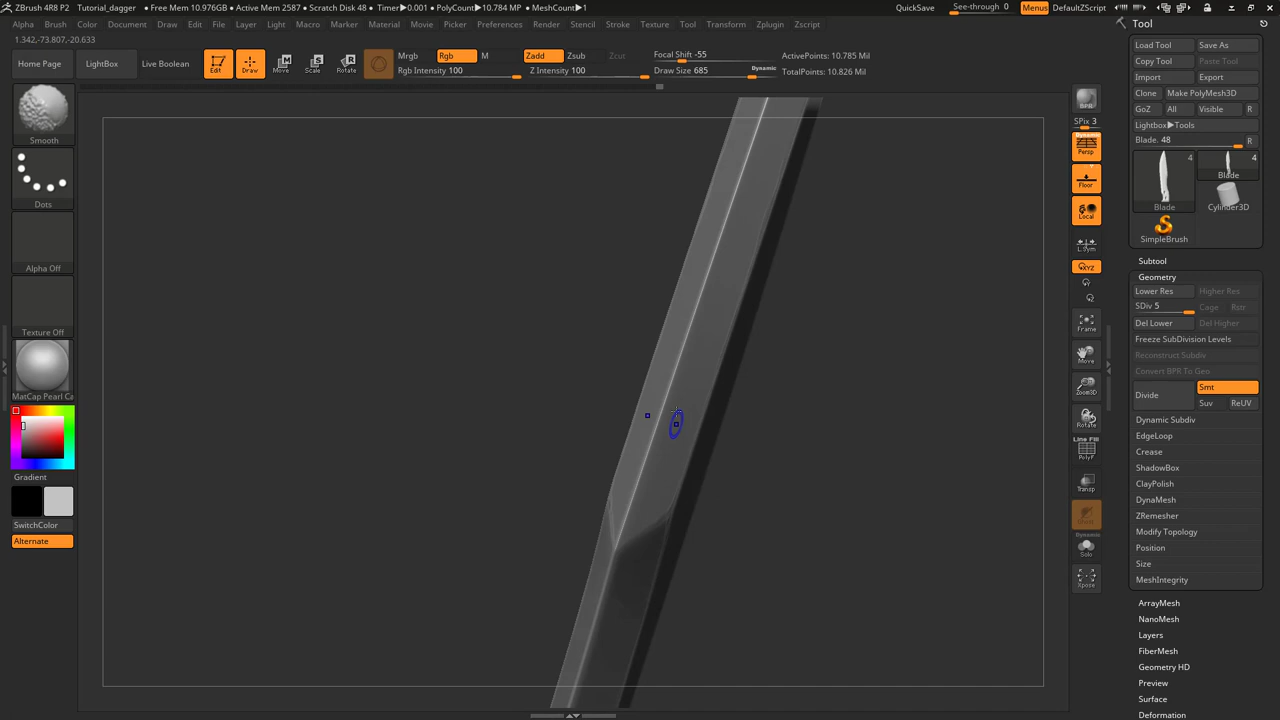 ZBrush 4R8 P2 Tutorial_dagger • Free Mem 10.976GB • Active Mem 2587 • Scratch Disk 48 • Timer▶0.001 • PolyCount▶10.784 MP • MeshCount▶1 QuickSave See-through 0 Menus DefaultZScript
Alpha Brush Color Document Draw Edit File Layer Light Macro Marker Material Movie Picker Preferences Render Stencil Stroke Texture Tool Transform Zplugin Zscript
Tool
1.342,-73.807,-20.633
Home Page
LightBox
Live Boolean
Edit
Draw
Move
Scale
Rotate
Mrgb Rgb M
Rgb Intensity 100
Zadd Zsub Zcut
Z Intensity 100
Focal Shift -55
Draw Size 685 Dynamic
ActivePoints: 10.785 Mil
TotalPoints: 10.826 Mil
Smooth
Dots
Alpha Off
Texture Off
MatCap Pearl Ca
Gradient
SwitchColor
Alternate
BPR
SPix 3
Dynamic
Persp
Floor
Local
L.Sym
XYZ
Frame
Move
Zoom3D
Rotate
Line Fill
PolyF
Transp
Ghost
Dynamic
Solo
Xpose
Load Tool Save As
Copy Tool Paste Tool
Import Export
Clone Make PolyMesh3D
GoZ All Visible R
Lightbox▶Tools
Blade. 48 R
4 4
Blade
Blade Cylinder3D
SimpleBrush
Subtool
Geometry
Lower Res Higher Res
SDiv 5 Cage Rstr
Del Lower Del Higher
Freeze SubDivision Levels
Reconstruct Subdiv
Convert BPR To Geo
Divide Smt
Suv ReUV
Dynamic Subdiv
EdgeLoop
Crease
ShadowBox
ClayPolish
DynaMesh
ZRemesher
Modify Topology
Position
Size
MeshIntegrity
ArrayMesh
NanoMesh
Layers
FiberMesh
Geometry HD
Preview
Surface
Deformation